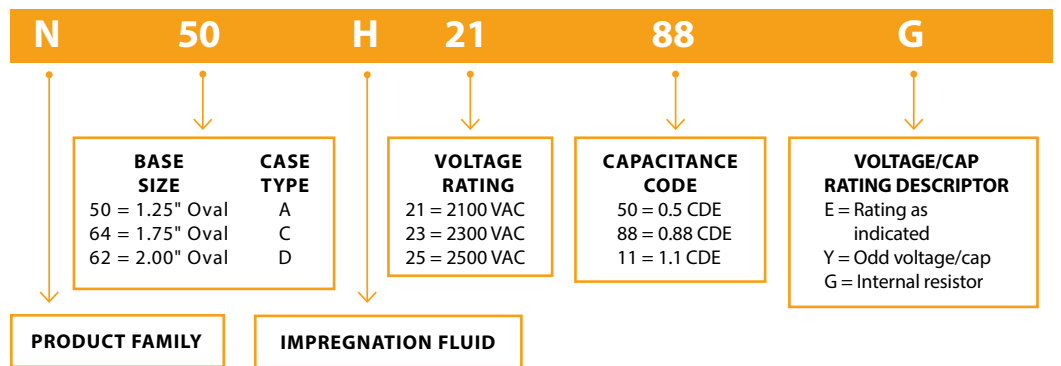 N 50 H 21 88 G
BASE SIZE CASE TYPE
50 = 1.25" Oval A
64 = 1.75" Oval C
62 = 2.00" Oval D
VOLTAGE
RATING
21 = 2100 VAC
23 = 2300 VAC
25 = 2500 VAC
CAPACITANCE
CODE
50 = 0.5 CDE
88 = 0.88 CDE
11 = 1.1 CDE
VOLTAGE/CAP
RATING DESCRIPTOR
E = Rating as
indicated
Y = Odd voltage/cap
G = Internal resistor
PRODUCT FAMILY
IMPREGNATION FLUID